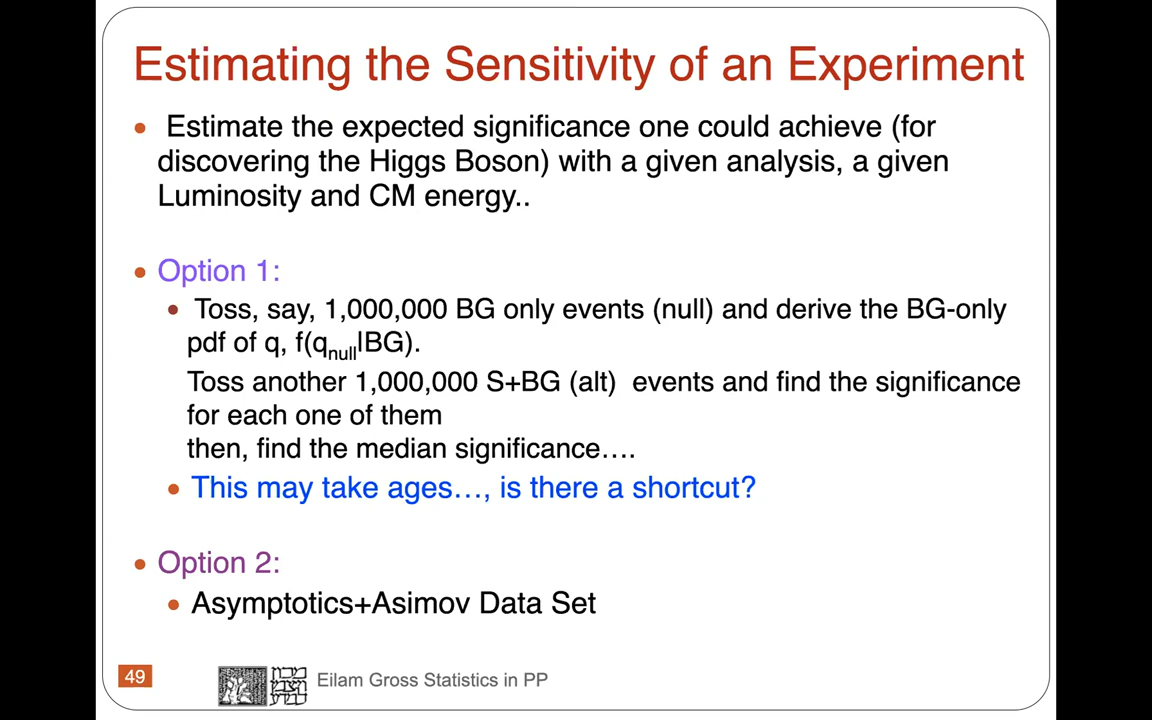 Estimating the Sensitivity of an Experiment
• Estimate the expected significance one could achieve (for
discovering the Higgs Boson) with a given analysis, a given
Luminosity and CM energy..
• Option 1:
• Toss, say, 1,000,000 BG only events (null) and derive the BG-only
pdf of q, f(qnull|BG).
Toss another 1,000,000 S+BG (alt) events and find the significance
for each one of them
then, find the median significance….
• This may take ages…, is there a shortcut?
• Option 2:
• Asymptotics+Asimov Data Set
49
Eilam Gross Statistics in PP